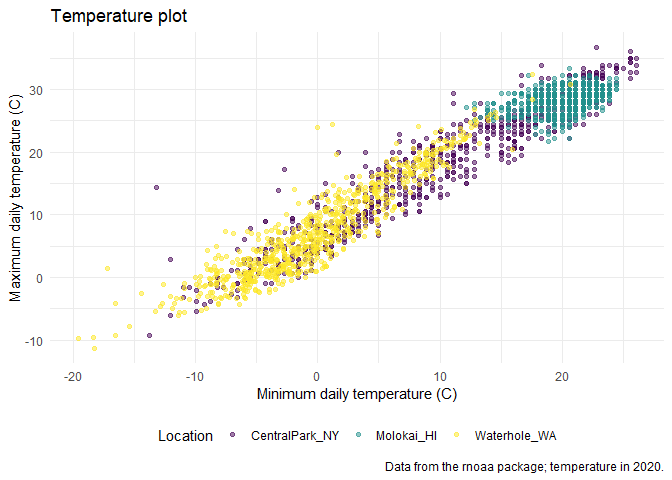 Temperature plot
Maximum daily temperature (C)
30
20
10
0
-10
-20
-10
0
10
20
Minimum daily temperature (C)
Location
CentralPark_NY
Molokai_HI
Waterhole_WA
Data from the rnoaa package; temperature in 2020.